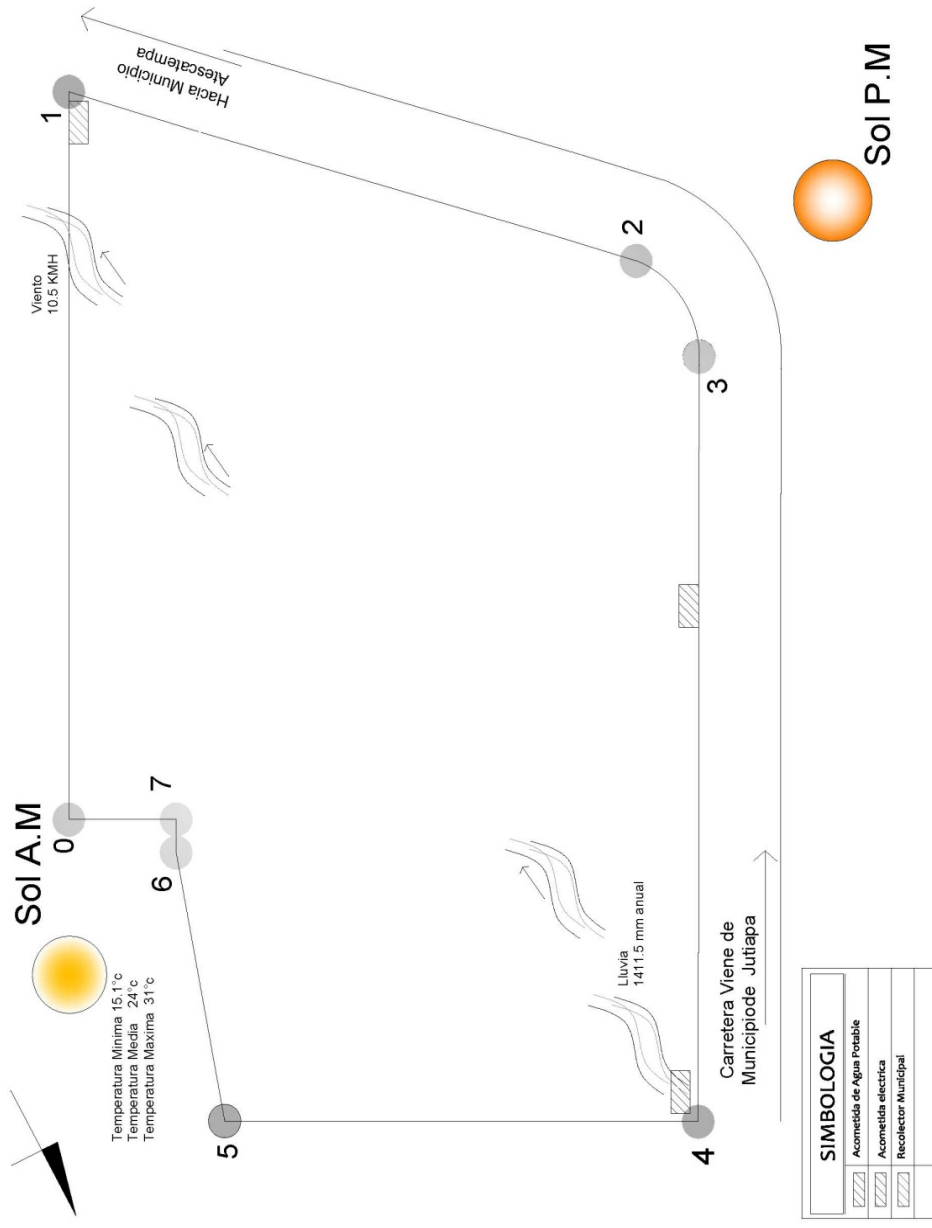 Sol A.M
Temperatura Minima 15.1°c
Temperatura Media 24°c
Temperatura Maxima 31°c
0
7
6
5
Viento
10.5 KMH
1
Hacia Municipio
Atescatempa
2
3
Lluvia
1411.5 mm anual
4
Carretera Viene de
Municipiode Jutiapa
Sol P.M
SIMBOLOGIA
Acometida de Agua Potable
Acometida electrica
Recolector Municipal